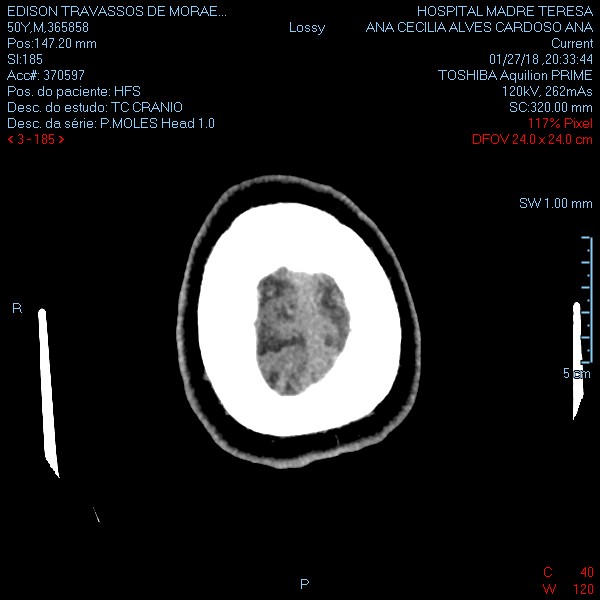 EDISON TRAVASSOS DE MORAE...
50Y,M,365858
Pos:147.20 mm
SI:185
Acc#: 370597
Pos. do paciente: HFS
Desc. do estudo: TC CRANIO
Desc. da série: P.MOLES Head 1.0
< 3 - 185 >
Lossy
HOSPITAL MADRE TERESA
ANA CECILIA ALVES CARDOSO ANA
Current
01/27/18 ,20:33:44
TOSHIBA Aquilion PRIME
120kV, 262mAs
SC:320.00 mm
117% Pixel
DFOV 24.0 x 24.0 cm
SW 1.00 mm
R
5 cm
P
C 40
W 120